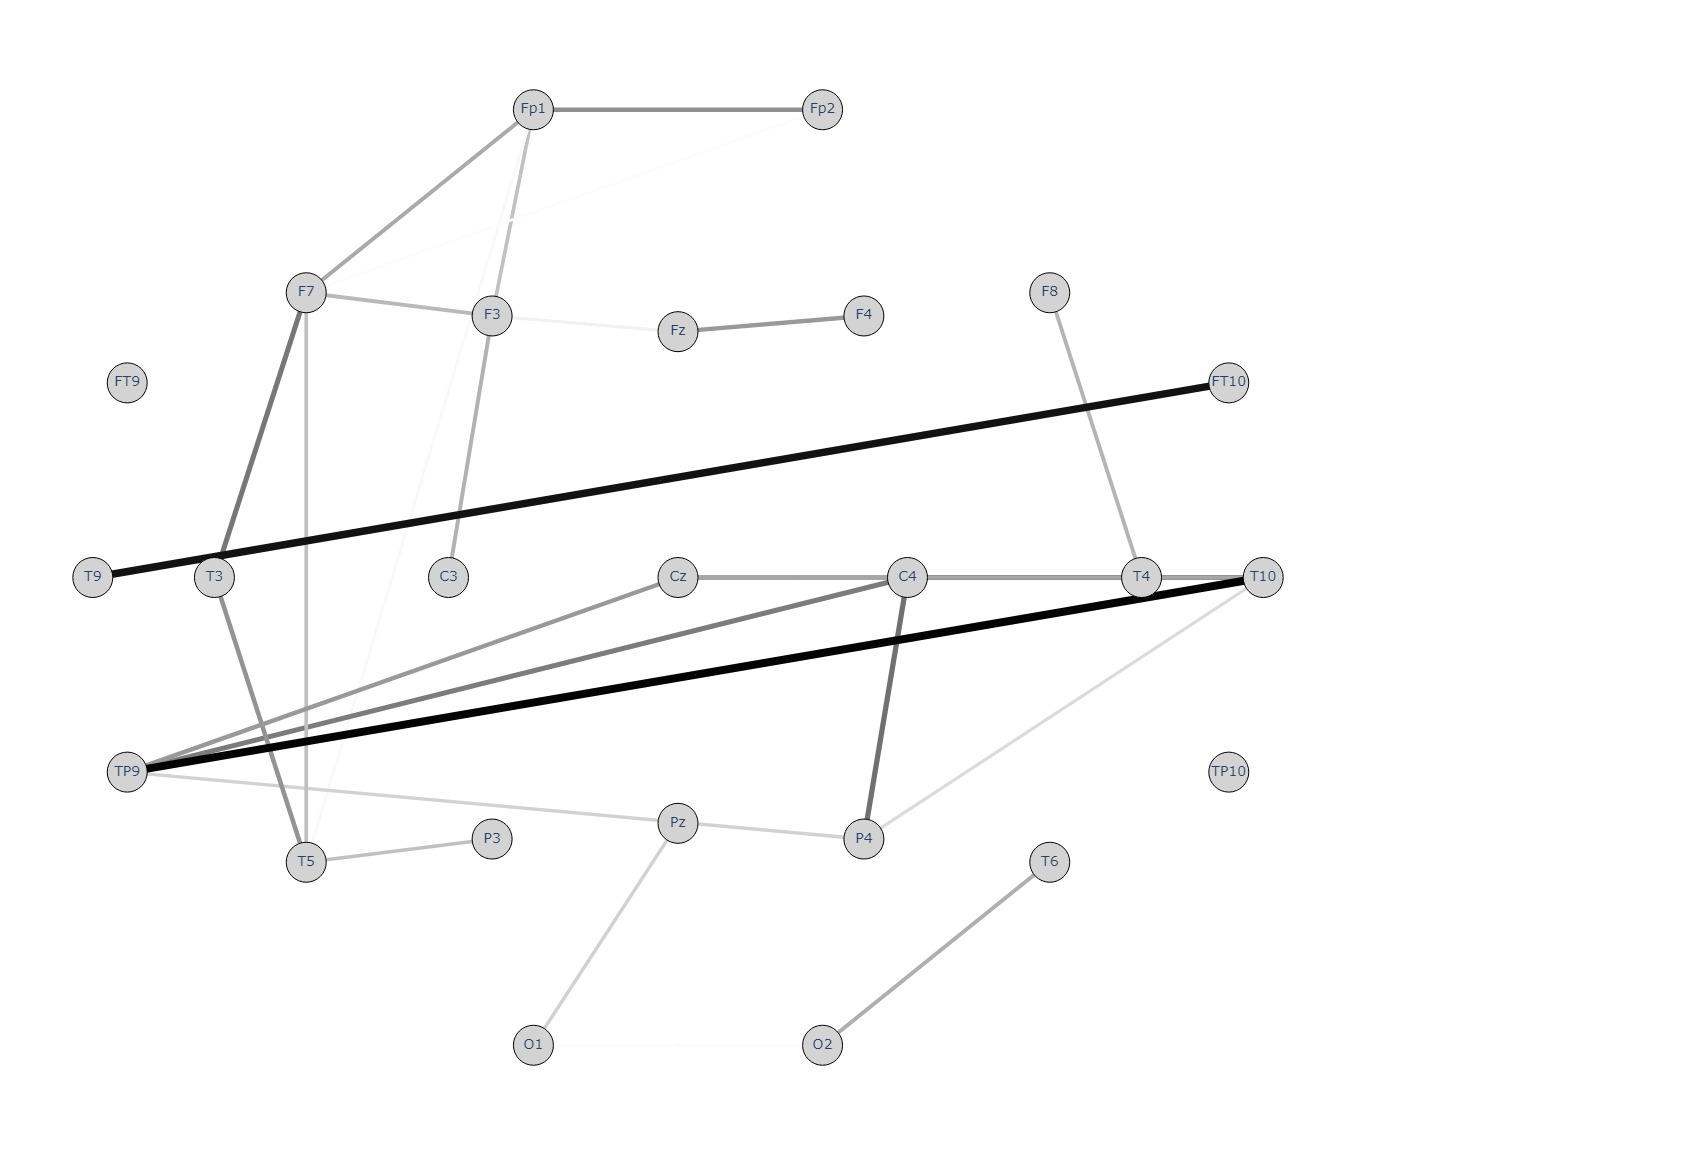 Fp1 Fp2
F7 F3 Fz F4 F8
FT9 FT10
T9 T3 C3 Cz C4 T4 T10
TP9 TP10
T5 P3 Pz P4 T6
O1 O2